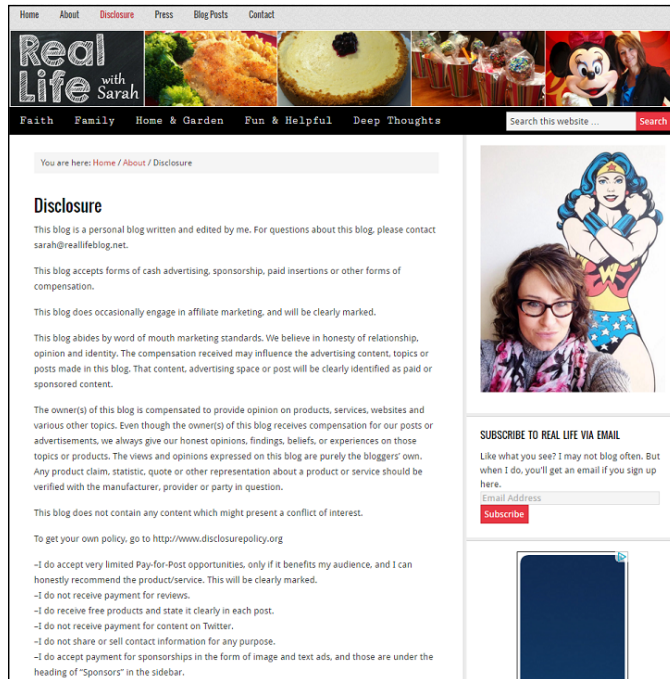 Home About Disclosure Press Blog Posts Contact
Real
Life with
Sarah
Faith Family Home & Garden Fun & Helpful Deep Thoughts Search this website … Search
You are here: Home / About / Disclosure
Disclosure
This blog is a personal blog written and edited by me. For questions about this blog, please contact
sarah@reallifeblog.net.
This blog accepts forms of cash advertising, sponsorship, paid insertions or other forms of
compensation.
This blog does occasionally engage in affiliate marketing, and will be clearly marked.
This blog abides by word of mouth marketing standards. We believe in honesty of relationship,
opinion and identity. The compensation received may influence the advertising content, topics or
posts made in this blog. That content, advertising space or post will be clearly identified as paid or
sponsored content.
The owner(s) of this blog is compensated to provide opinion on products, services, websites and
various other topics. Even though the owner(s) of this blog receives compensation for our posts or
advertisements, we always give our honest opinions, findings, beliefs, or experiences on those
topics or products. The views and opinions expressed on this blog are purely the bloggers' own.
Any product claim, statistic, quote or other representation about a product or service should be
verified with the manufacturer, provider or party in question.
This blog does not contain any content which might present a conflict of interest.
To get your own policy, go to http://www.disclosurepolicy.org
–I do accept very limited Pay-for-Post opportunities, only if it benefits my audience, and I can
honestly recommend the product/service. This will be clearly marked.
–I do not receive payment for reviews.
–I do receive free products and state it clearly in each post.
–I do not receive payment for content on Twitter.
–I do not share or sell contact information for any purpose.
–I do accept payment for sponsorships in the form of image and text ads, and those are under the
heading of "Sponsors" in the sidebar.
SUBSCRIBE TO REAL LIFE VIA EMAIL
Like what you see? I may not blog often. But
when I do, you'll get an email if you sign up
here.
Email Address
Subscribe